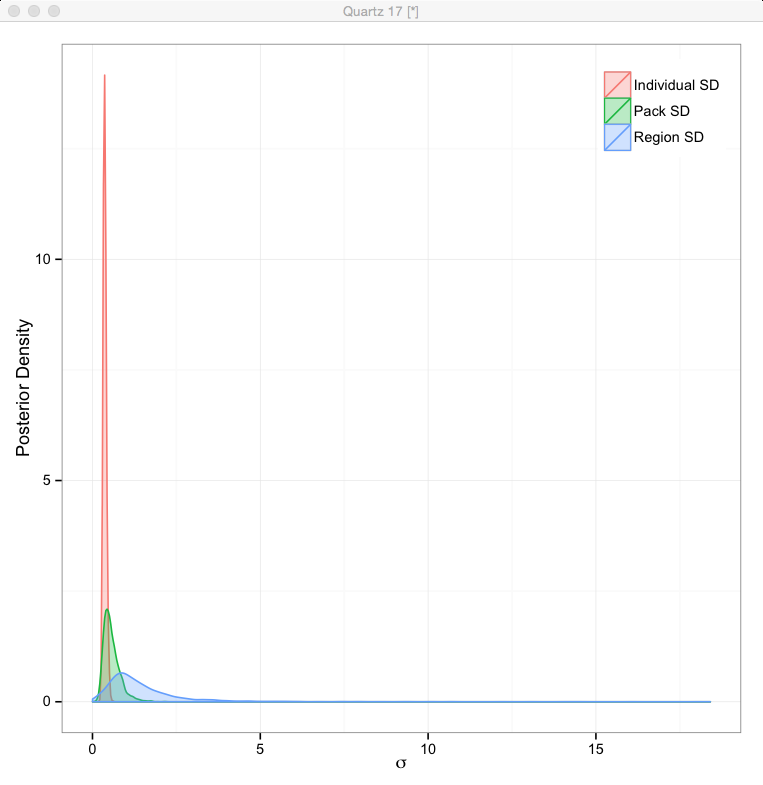 Quartz 17 [*]
Individual SD
Pack SD
Region SD
Posterior Density
10
5
0
0 5 10 15
σ